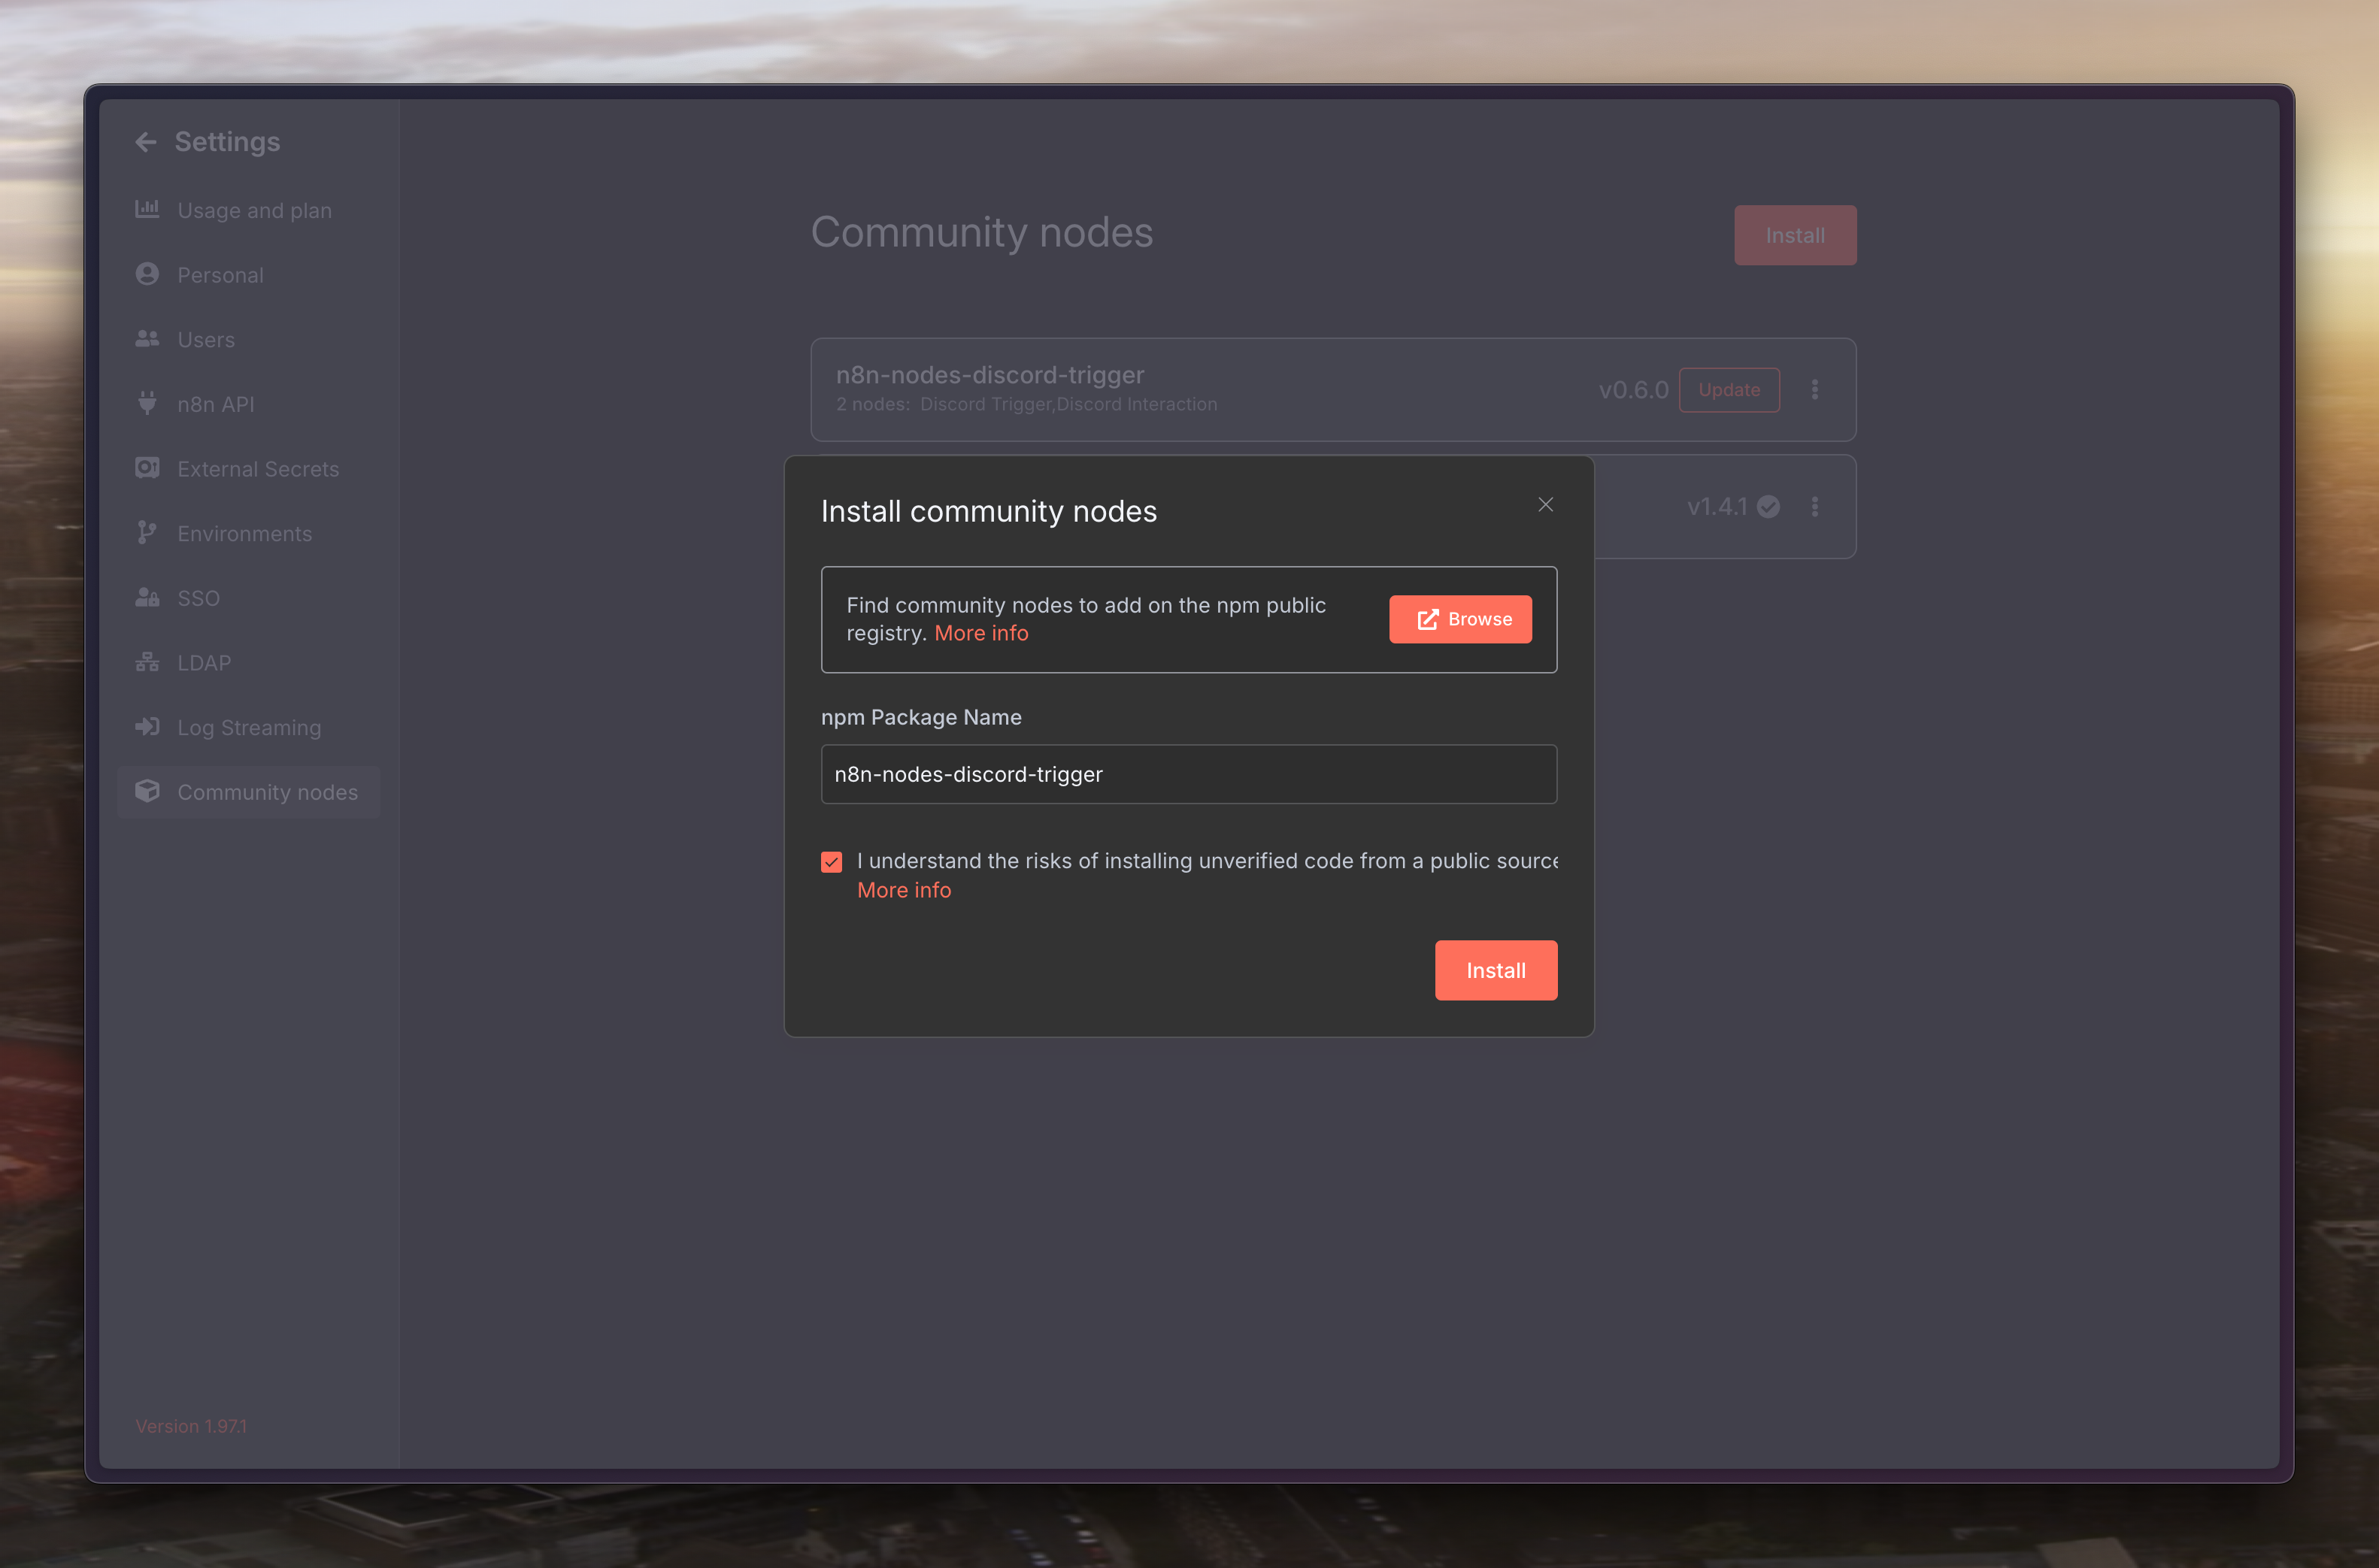 Settings
Usage and plan
Personal
Users
n8n API
External Secrets
Environments
SSO
LDAP
Log Streaming
Community nodes
Version 1.97.1
Community nodes
Install
n8n-nodes-discord-trigger
2 nodes: Discord Trigger,Discord Interaction
v0.6.0
Update
v1.4.1
Install community nodes
Find community nodes to add on the npm public
registry. More info
Browse
npm Package Name
n8n-nodes-discord-trigger
I understand the risks of installing unverified code from a public source
More info
Install